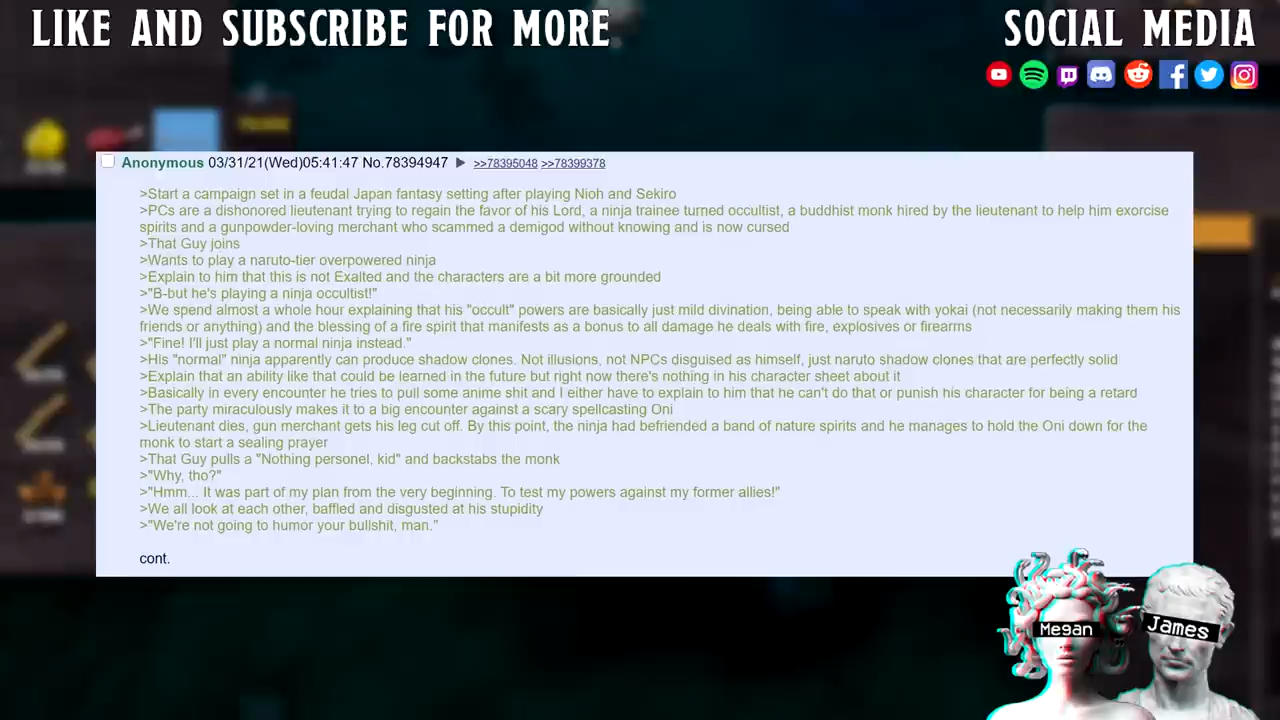 LIKE AND SUBSCRIBE FOR MORE
SOCIAL MEDIA
Anonymous 03/31/21(Wed)05:41:47 No.78394947 ▶ >>78395048 >>78399378
>Start a campaign set in a feudal Japan fantasy setting after playing Nioh and Sekiro
>PCs are a dishonored lieutenant trying to regain the favor of his Lord, a ninja trainee turned occultist, a buddhist monk hired by the lieutenant to help him exorcise
spirits and a gunpowder-loving merchant who scammed a demigod without knowing and is now cursed
>That Guy joins
>Wants to play a naruto-tier overpowered ninja
>Explain to him that this is not Exalted and the characters are a bit more grounded
>"B-but he's playing a ninja occultist!"
>We spend almost a whole hour explaining that his "occult" powers are basically just mild divination, being able to speak with yokai (not necessarily making them his
friends or anything) and the blessing of a fire spirit that manifests as a bonus to all damage he deals with fire, explosives or firearms
>"Fine! I'll just play a normal ninja instead."
>His "normal" ninja apparently can produce shadow clones. Not illusions, not NPCs disguised as himself, just naruto shadow clones that are perfectly solid
>Explain that an ability like that could be learned in the future but right now there's nothing in his character sheet about it
>Basically in every encounter he tries to pull some anime shit and I either have to explain to him that he can't do that or punish his character for being a retard
>The party miraculously makes it to a big encounter against a scary spellcasting Oni
>Lieutenant dies, gun merchant gets his leg cut off. By this point, the ninja had befriended a band of nature spirits and he manages to hold the Oni down for the
monk to start a sealing prayer
>That Guy pulls a "Nothing personel, kid" and backstabs the monk
>"Why, tho?"
>"Hmm... It was part of my plan from the very beginning. To test my powers against my former allies!"
>We all look at each other, baffled and disgusted at his stupidity
>"We're not going to humor your bullshit, man."
cont.
Megan
James